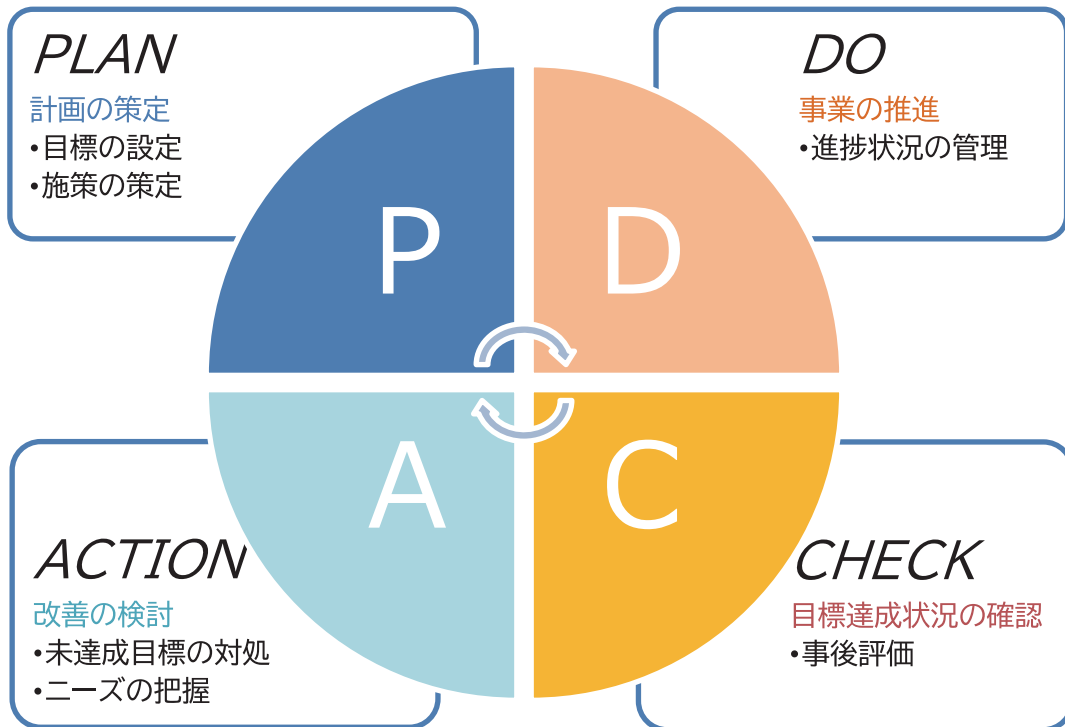 PLAN
計画の策定
•目標の設定
•施策の策定
DO
事業の推進
•進捗状況の管理
P
D
A
C
ACTION
改善の検討
•未達成目標の対処
•ニーズの把握
CHECK
目標達成状況の確認
•事後評価